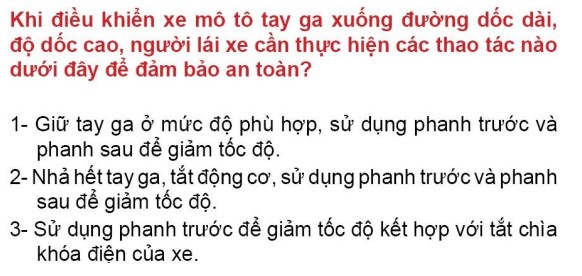 Khi điều khiển xe mô tô tay ga xuống đường dốc dài,
độ dốc cao, người lái xe cần thực hiện các thao tác nào
dưới đây để đảm bảo an toàn?
1- Giữ tay ga ở mức độ phù hợp, sử dụng phanh trước và
phanh sau để giảm tốc độ.
2- Nhả hết tay ga, tắt động cơ, sử dụng phanh trước và phanh
sau để giảm tốc độ.
3- Sử dụng phanh trước để giảm tốc độ kết hợp với tắt chìa
khóa điện của xe.